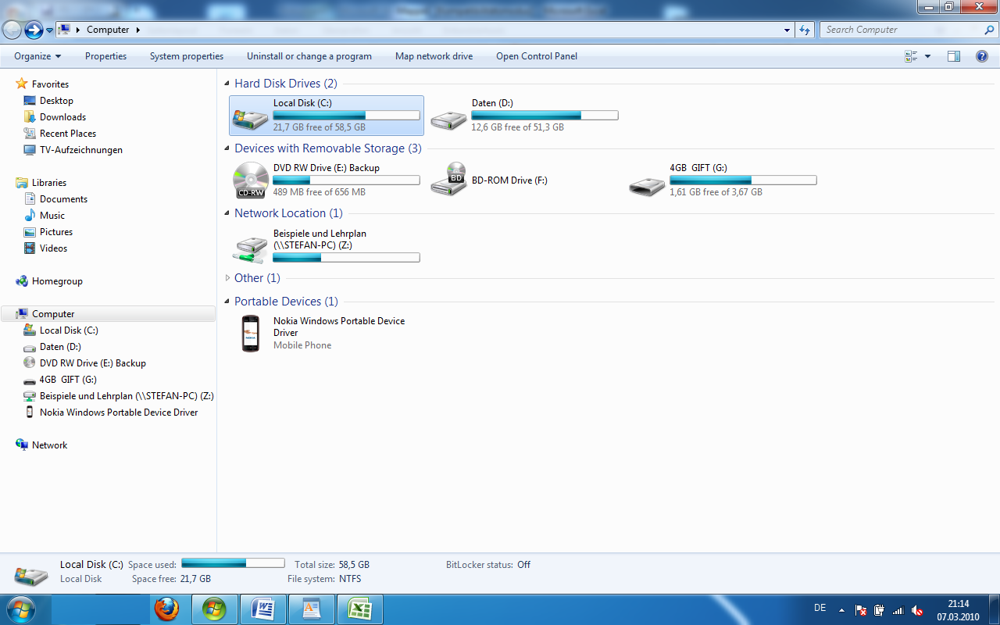 Computer
Search Computer
Organize
Properties
System properties
Uninstall or change a program
Map network drive
Open Control Panel
Favorites
Desktop
Downloads
Recent Places
TV-Aufzeichnungen
Libraries
Documents
Music
Pictures
Videos
Homegroup
Computer
Local Disk (C:)
Daten (D:)
DVD RW Drive (E:) Backup
4GB  GIFT (G:)
Beispiele und Lehrplan (\\STEFAN-PC) (Z:)
Nokia Windows Portable Device Driver
Network
Hard Disk Drives (2)
Local Disk (C:)
21,7 GB free of 58,5 GB
Daten (D:)
12,6 GB free of 51,3 GB
Devices with Removable Storage (3)
CD-RW
DVD RW Drive (E:) Backup
489 MB free of 656 MB
BD
BD-ROM Drive (F:)
4GB  GIFT (G:)
1,61 GB free of 3,67 GB
Network Location (1)
Beispiele und Lehrplan
(\\STEFAN-PC) (Z:)
Other (1)
Portable Devices (1)
NOKIA
Nokia Windows Portable Device
Driver
Mobile Phone
Local Disk (C:) Space used: Total size: 58,5 GB BitLocker status: Off
Local Disk Space free: 21,7 GB File system: NTFS
DE
21:14
07.03.2010